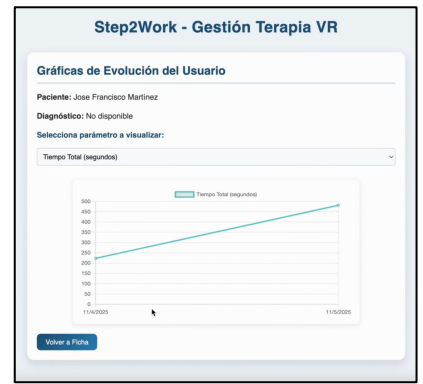 Step2Work - Gestión Terapia VR
Gráficas de Evolución del Usuario
Paciente: Jose Francisco Martinez
Diagnóstico: No disponible
Selecciona parámetro a visualizar:
Tiempo Total (segundos)
Tiempo Total (segundos)
500
450
400
350
300
250
200
150
100
50
0
11/4/2025 11/5/2025
Volver a Ficha